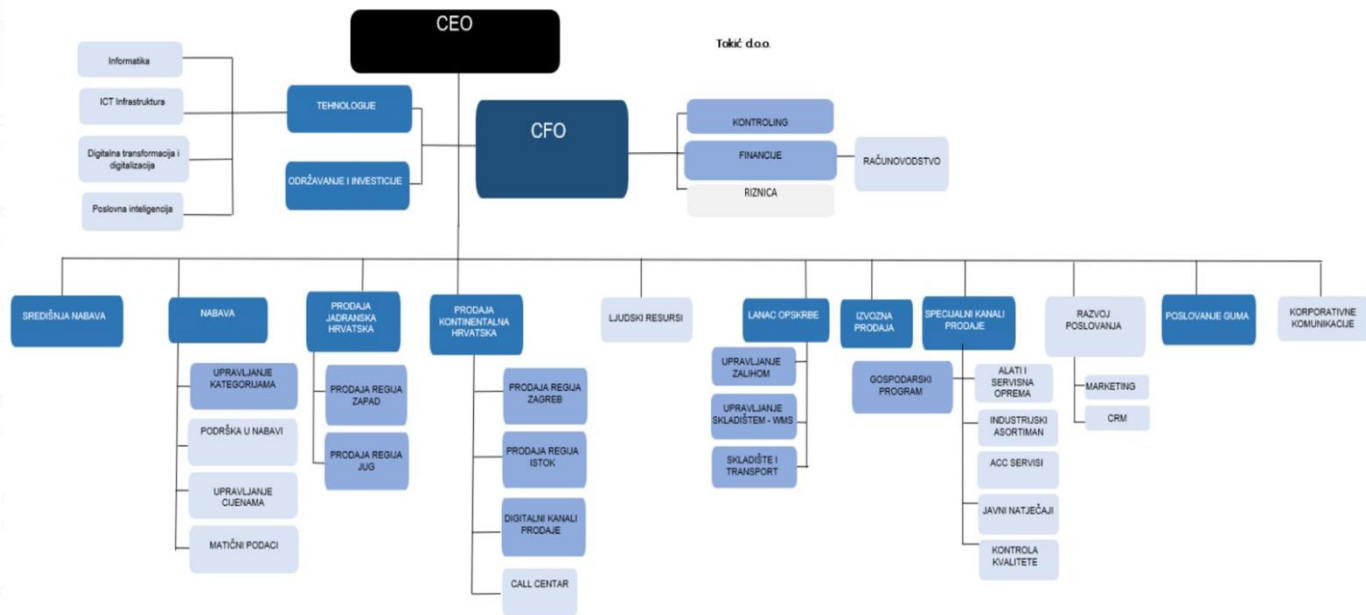 CEO
Tokić d.o.o.
Informatika
ICT Infrastruktura
Digitalna transformacija i
digitalizacija
Poslovna inteligencija
TEHNOLOGIJE
ODRŽAVANJE I INVESTICIJE
CFO
KONTROLING
FINANCIJE
RIZNICA
RAČUNOVODSTVO
SREDIŠNJA NABAVA
NABAVA
UPRAVLJANJE
KATEGORIJAMA
PODRŠKA U NABAVI
UPRAVLJANJE
CIJENAMA
MATIČNI PODACI
PRODAJA
JADRANSKA
HRVATSKA
PRODAJA REGIJA
ZAPAD
PRODAJA REGIJA
JUG
PRODAJA
KONTINENTALNA
HRVATSKA
PRODAJA REGIJA
ZAGREB
PRODAJA REGIJA
ISTOK
DIGITALNI KANALI
PRODAJE
CALL CENTAR
LJUDSKI RESURSI
LANAC OPSKRBE
UPRAVLJANJE
ZALIHOM
UPRAVLJANJE
SKLADIŠTEM - WMS
SKLADIŠTE I
TRANSPORT
IZVOZNA
PRODAJA
SPECIJALNI KANALI
PRODAJE
GOSPODARSKI
PROGRAM
ALATI I
SERVISNA
OPREMA
INDUSTRIJSKI
ASORTIMAN
ACC SERVISI
JAVNI NATJEČAJI
KONTROLA
KVALITETE
RAZVOJ
POSLOVANJA
MARKETING
CRM
POSLOVANJE GUMA
KORPORATIVNE
KOMUNIKACIJE